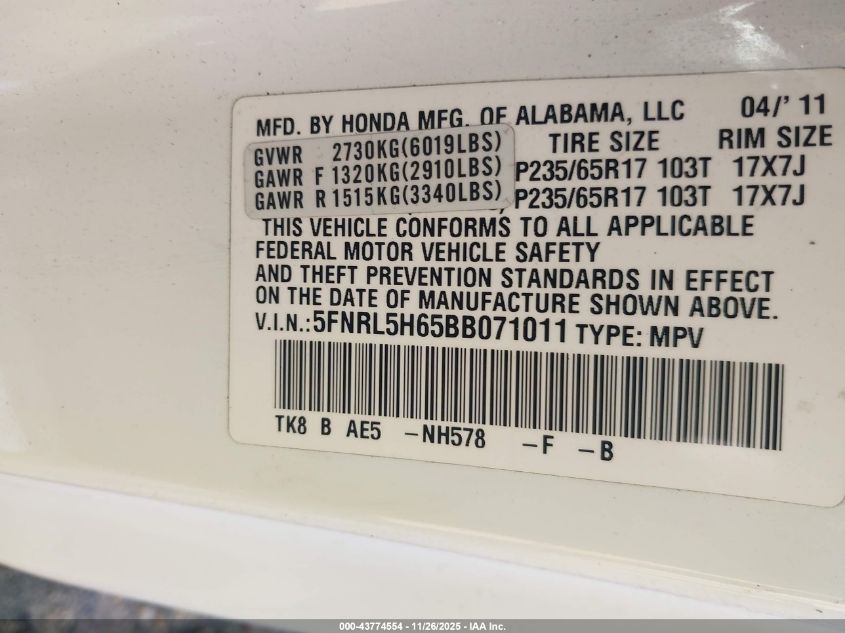 MFD. BY HONDA MFG. OF ALABAMA, LLC 04/' 11
TIRE SIZE RIM SIZE
GVWR 2730KG(6019LBS)
GAWR F 1320KG(2910LBS) P235/65R17 103T 17X7J
GAWR R 1515KG(3340LBS) P235/65R17 103T 17X7J
THIS VEHICLE CONFORMS TO ALL APPLICABLE
FEDERAL MOTOR VEHICLE SAFETY
AND THEFT PREVENTION STANDARDS IN EFFECT
ON THE DATE OF MANUFACTURE SHOWN ABOVE.
V.I.N.: 5FNRL5H65BB071011 TYPE: MPV
TK8 B AE5 -NH578 -F -B
000-43774554 - 11/26/2025 - IAA Inc.